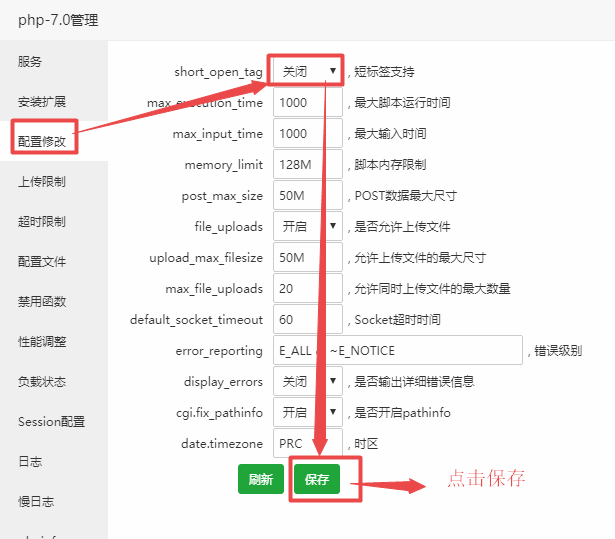 php-7.0管理
服务
安装扩展
配置修改
上传限制
超时限制
配置文件
禁用函数
性能调整
负载状态
Session配置
日志
慢日志
short_open_tag 关闭 , 短标签支持
max_execution_time 1000 , 最大脚本运行时间
max_input_time 1000 , 最大输入时间
memory_limit 128M , 脚本内存限制
post_max_size 50M , POST数据最大尺寸
file_uploads 开启 , 是否允许上传文件
upload_max_filesize 50M , 允许上传文件的最大尺寸
max_file_uploads 20 , 允许同时上传文件的最大数量
default_socket_timeout 60 , Socket超时时间
error_reporting E_ALL ~E_NOTICE , 错误级别
display_errors 关闭 , 是否输出详细错误信息
cgi.fix_pathinfo 开启 , 是否开启pathinfo
date.timezone PRC , 时区
刷新 保存
点击保存